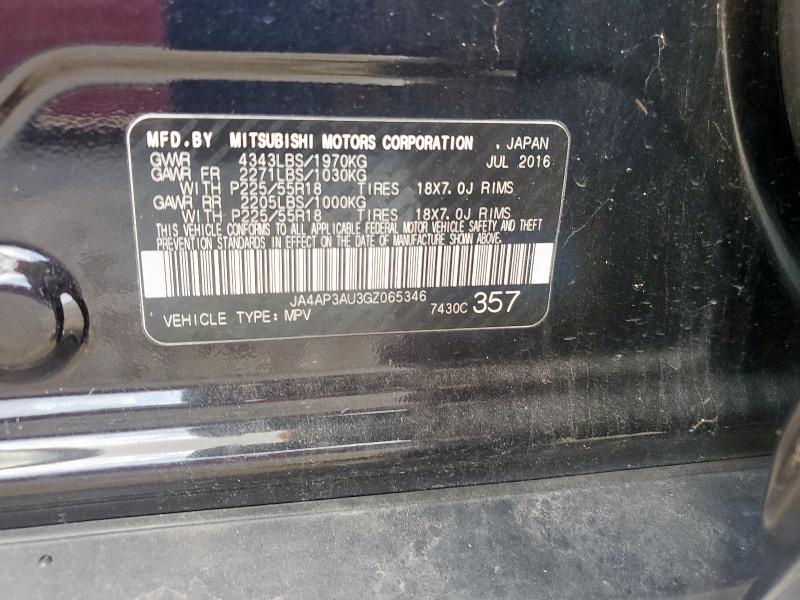 MFD.BY MITSUBISHI MOTORS CORPORATION . JAPAN
GVWR 4343LBS/1970KG JUL 2016
GAWR FR 2271LBS/1030KG
WITH P225/55R18 TIRES 18X7.0J RIMS
GAWR RR 2205LBS/1000KG
WITH P225/55R18 TIRES 18X7.0J RIMS
THIS VEHICLE CONFORMS TO ALL APPLICABLE FEDERAL MOTOR VEHICLE SAFETY AND THEFT
PREVENTION STANDARDS IN EFFECT ON THE DATE OF MANUFACTURE SHOWN ABOVE.
JA4AP3AU3GZ065346
VEHICLE TYPE: MPV 7430C 357